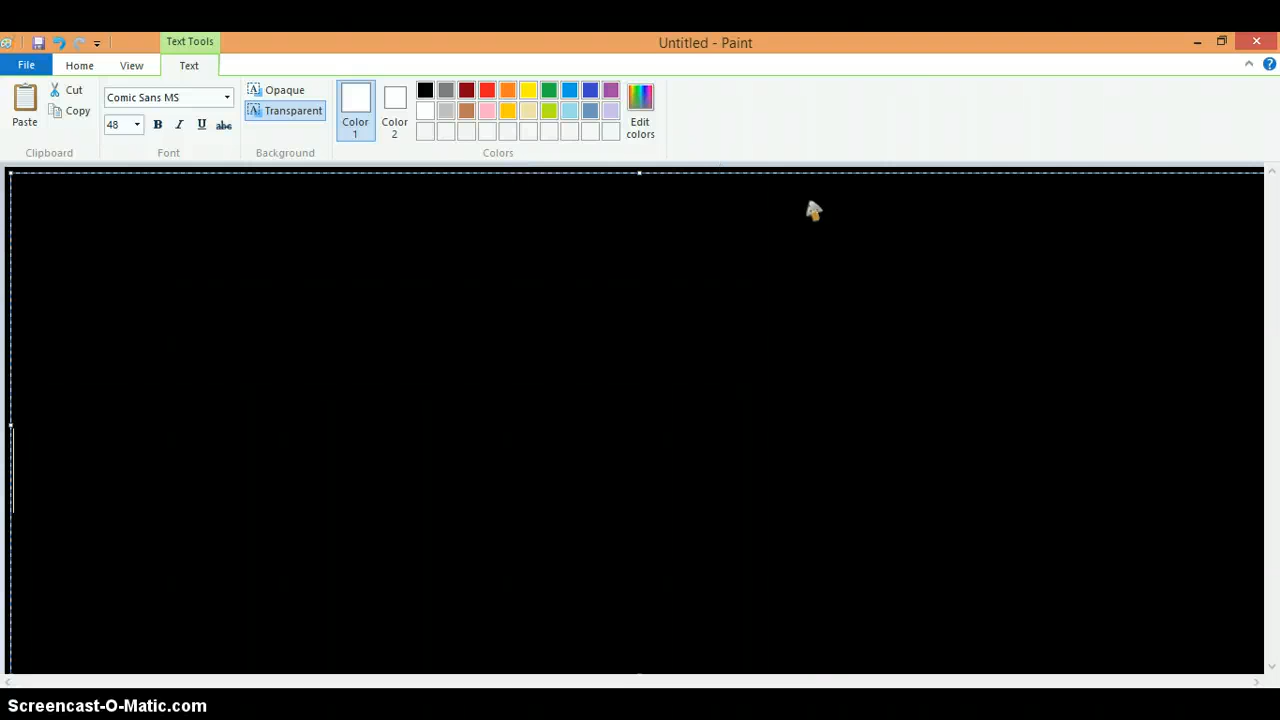 Text Tools
Untitled - Paint
File Home View Text
Paste
Cut
Copy
Clipboard
Comic Sans MS
48 B I U abc
Font
Opaque
Transparent
Background
Color 1
Color 2
Edit colors
Colors
Screencast-O-Matic.com